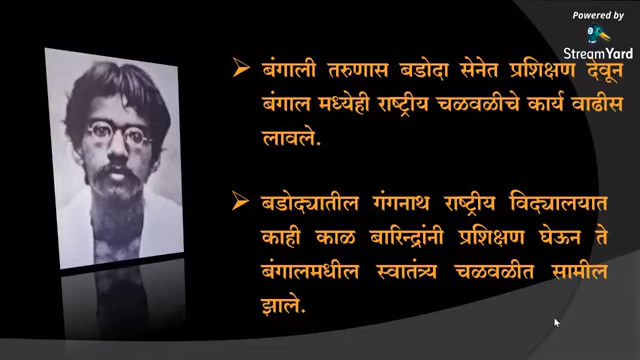 Powered by
StreamYard
➤ बंगाली तरुणास बडोदा सेनेत प्रशिक्षण देवून
बंगाल मध्येही राष्ट्रीय चळवळीचे कार्य वाढीस
लावले.
➤ बडोद्यातील गंगनाथ राष्ट्रीय विद्यालयात
काही काळ बारिन्द्रांनी प्रशिक्षण घेऊन ते
बंगालमधील स्वातंत्र्य चळवळीत सामील
झाले.